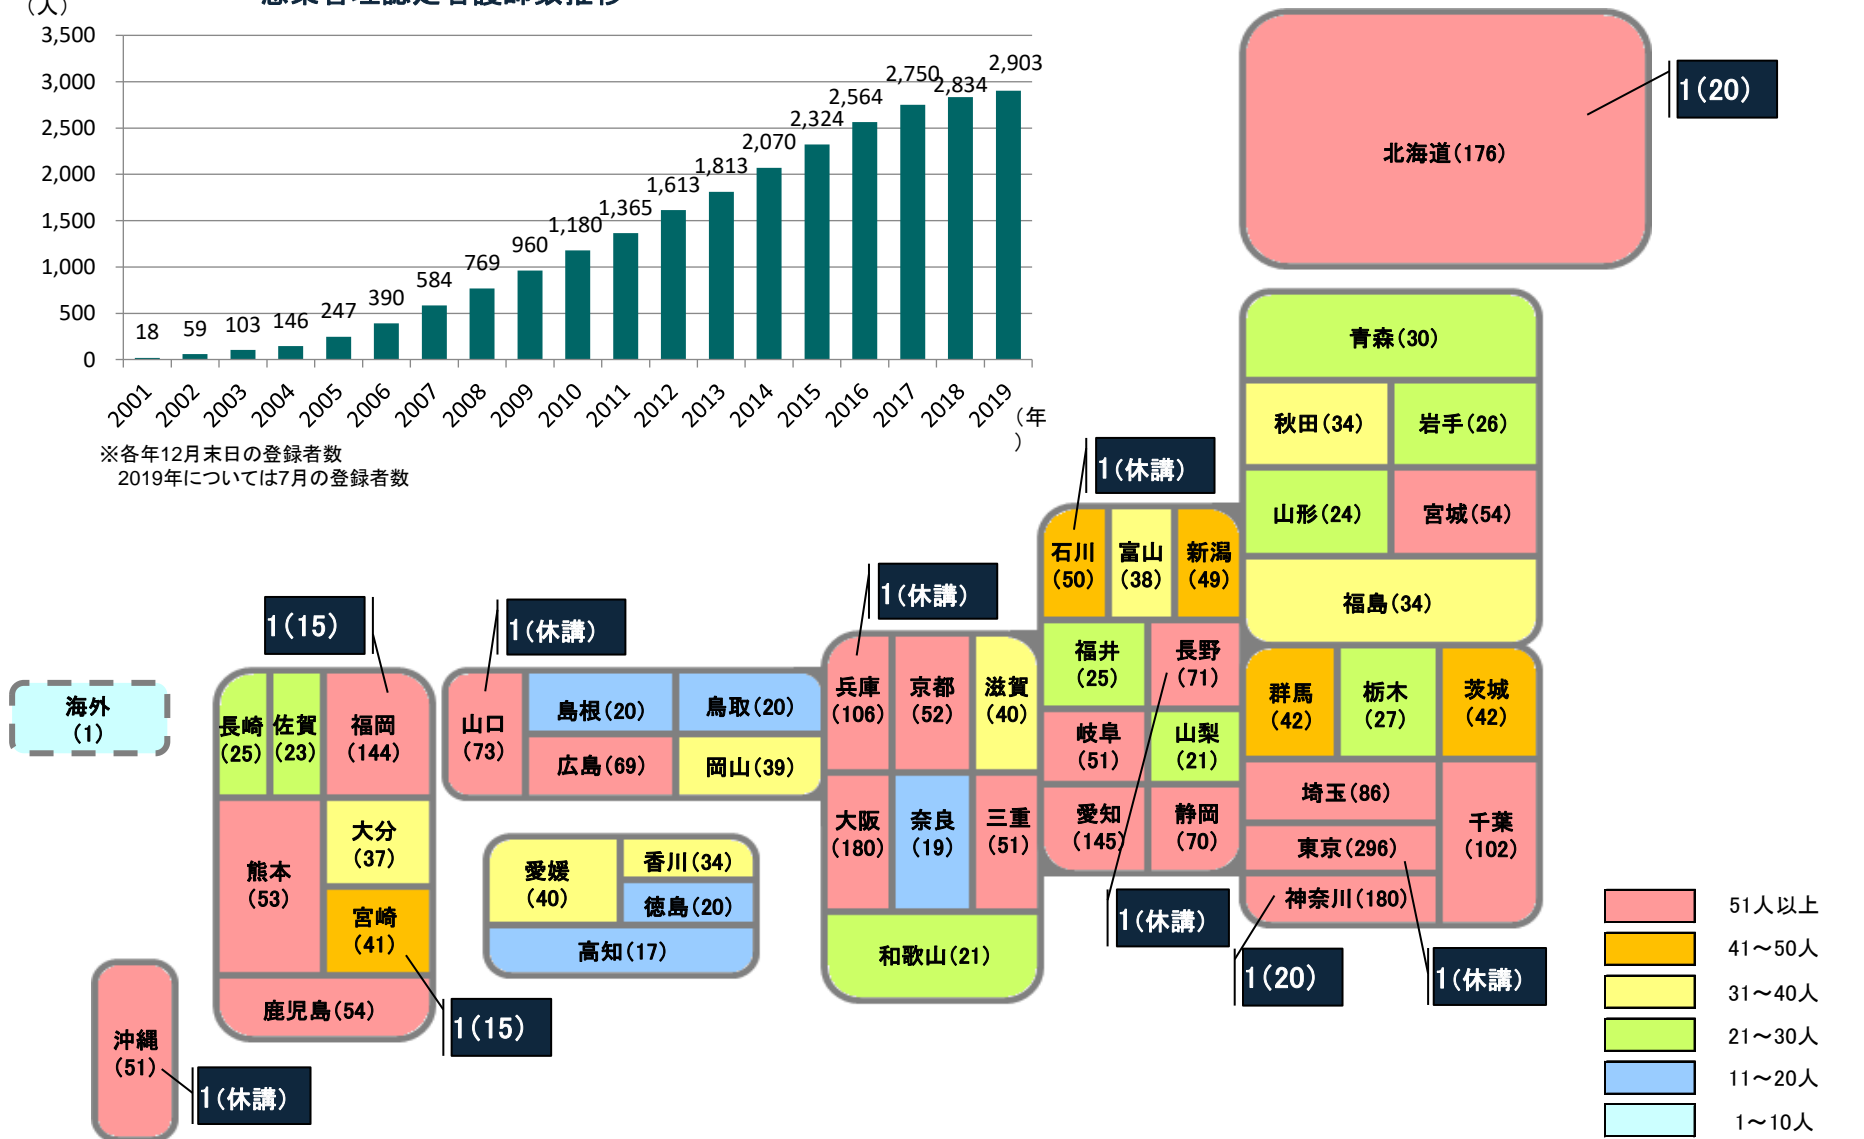 （人）
3,500
3,000
2,500
2,000
1,500
1,000
500
0
18
59
103
146
247
390
584
769
960
1,180
1,365
1,613
1,813
2,070
2,324
2,564
2,750
2,834
2,903
2001
2002
2003
2004
2005
2006
2007
2008
2009
2010
2011
2012
2013
2014
2015
2016
2017
2018
2019
（年
）
※各年12月末日の登録者数
2019年については7月の登録者数
1（20）
北海道（176）
青森（30）
秋田（34）
岩手（26）
山形（24）
宮城（54）
福島（34）
1（休講）
石川
（50）
富山
（38）
新潟
（49）
福井
（25）
長野
（71）
岐阜
（51）
山梨
（21）
愛知
（145）
静岡
（70）
1（休講）
群馬
（42）
栃木
（27）
茨城
（42）
埼玉（86）
千葉
（102）
東京（296）
神奈川（180）
1（20）
1（休講）
1（休講）
兵庫
（106）
京都
（52）
滋賀
（40）
大阪
（180）
奈良
（19）
三重
（51）
和歌山（21）
1（休講）
山口
（73）
島根（20）
鳥取（20）
広島（69）
岡山（39）
愛媛
（40）
香川（34）
徳島（20）
高知（17）
1（15）
長崎
（25）
佐賀
（23）
福岡
（144）
熊本
（53）
大分
（37）
宮崎
（41）
鹿児島（54）
1（15）
海外
（1）
沖縄
（51）
1（休講）
51人以上
41～50人
31～40人
21～30人
11～20人
1～10人